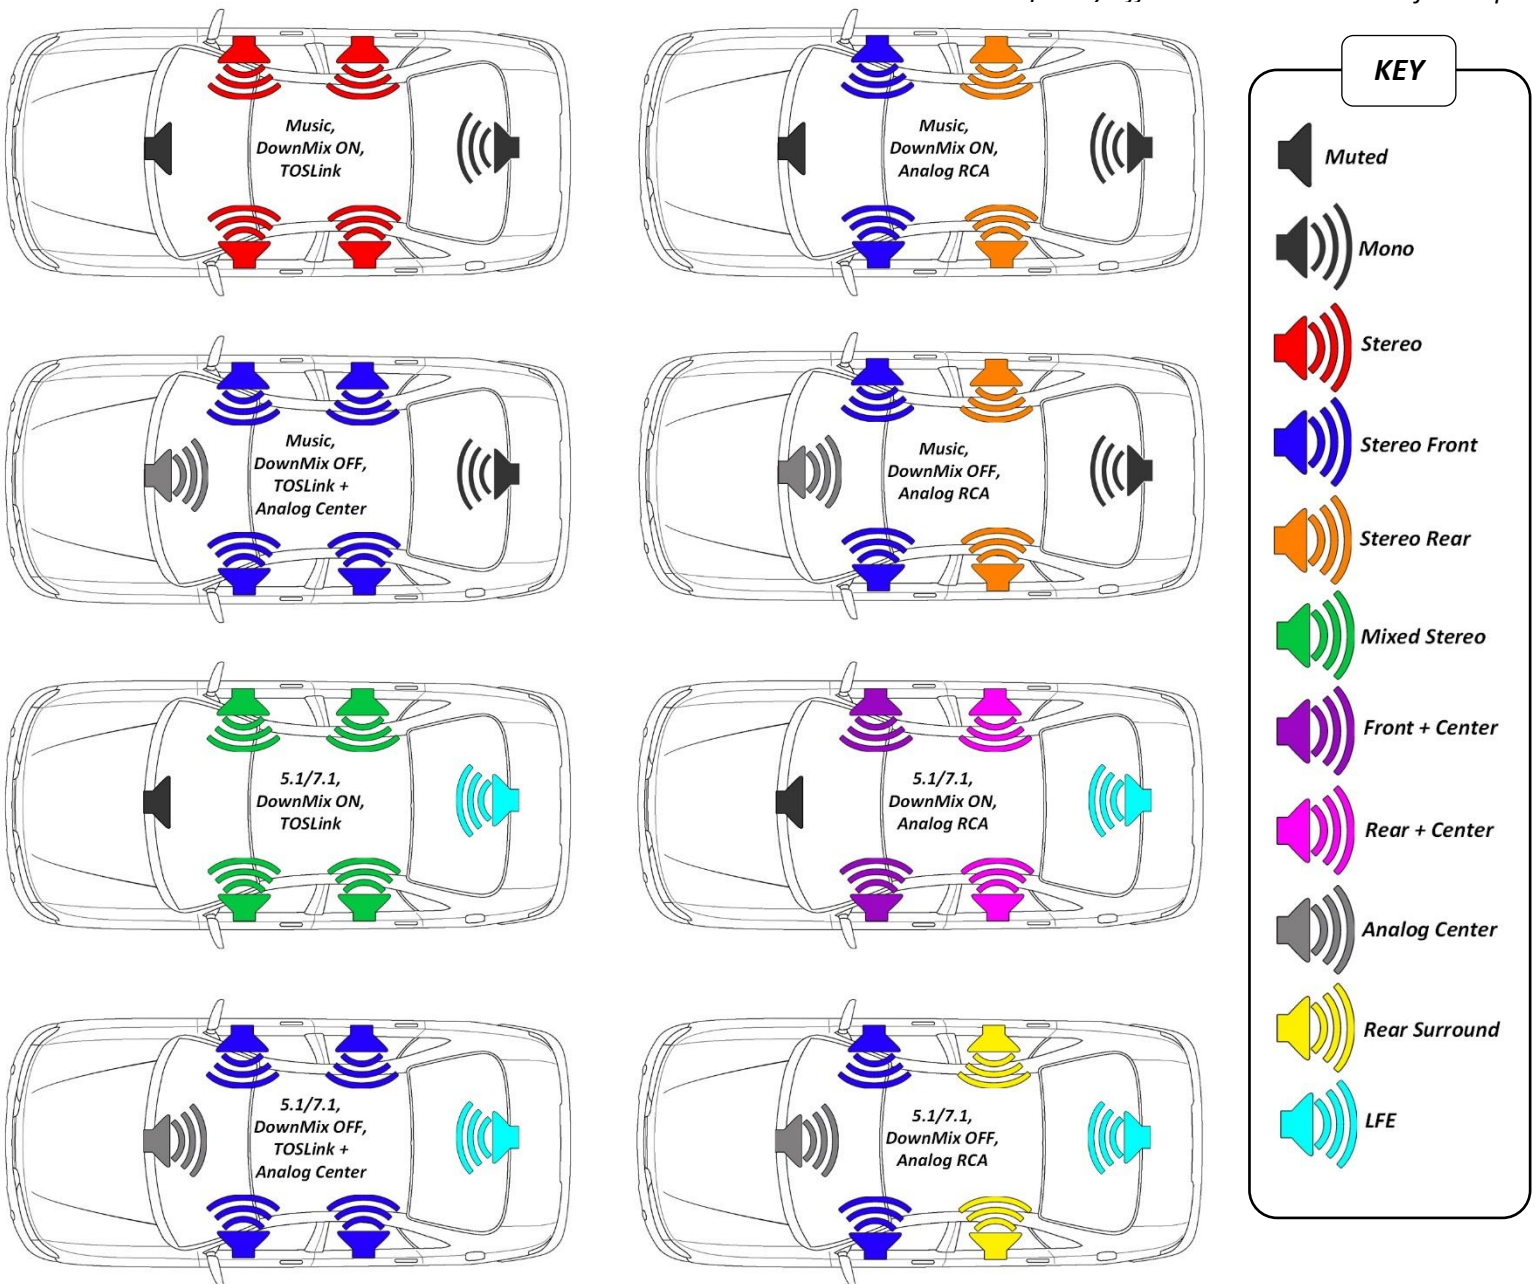 Music,
DownMix ON,
TOSLink
Music,
DownMix ON,
Analog RCA
Music,
DownMix OFF,
TOSLink +
Analog Center
Music,
DownMix OFF,
Analog RCA
5.1/7.1,
DownMix ON,
TOSLink
5.1/7.1,
DownMix ON,
Analog RCA
5.1/7.1,
DownMix OFF,
TOSLink +
Analog Center
5.1/7.1,
DownMix OFF,
Analog RCA
KEY
Muted
Mono
Stereo
Stereo Front
Stereo Rear
Mixed Stereo
Front + Center
Rear + Center
Analog Center
Rear Surround
LFE